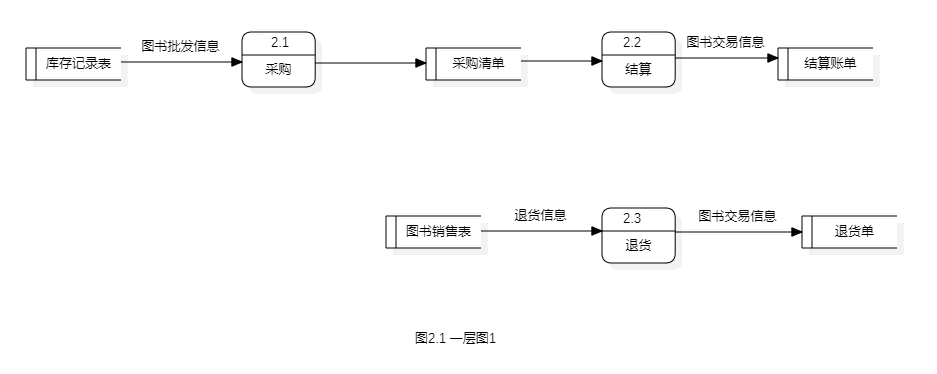 图书批发信息
2.1
2.2
图书交易信息
库存记录表
采购
采购清单
结算
结算账单
退货信息
2.3
图书交易信息
图书销售表
退货
退货单
图2.1 一层图1